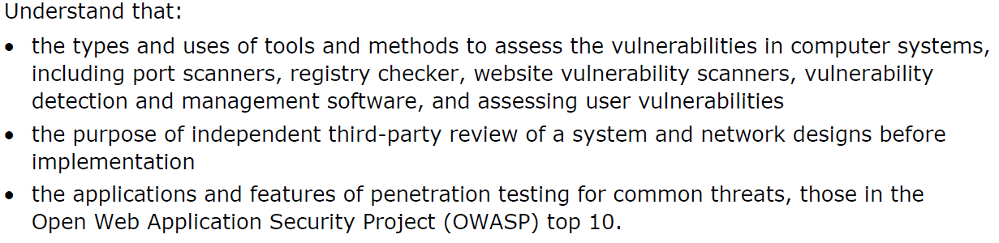 Understand that:
• the types and uses of tools and methods to assess the vulnerabilities in computer systems,
including port scanners, registry checker, website vulnerability scanners, vulnerability
detection and management software, and assessing user vulnerabilities
• the purpose of independent third-party review of a system and network designs before
implementation
• the applications and features of penetration testing for common threats, those in the
Open Web Application Security Project (OWASP) top 10.